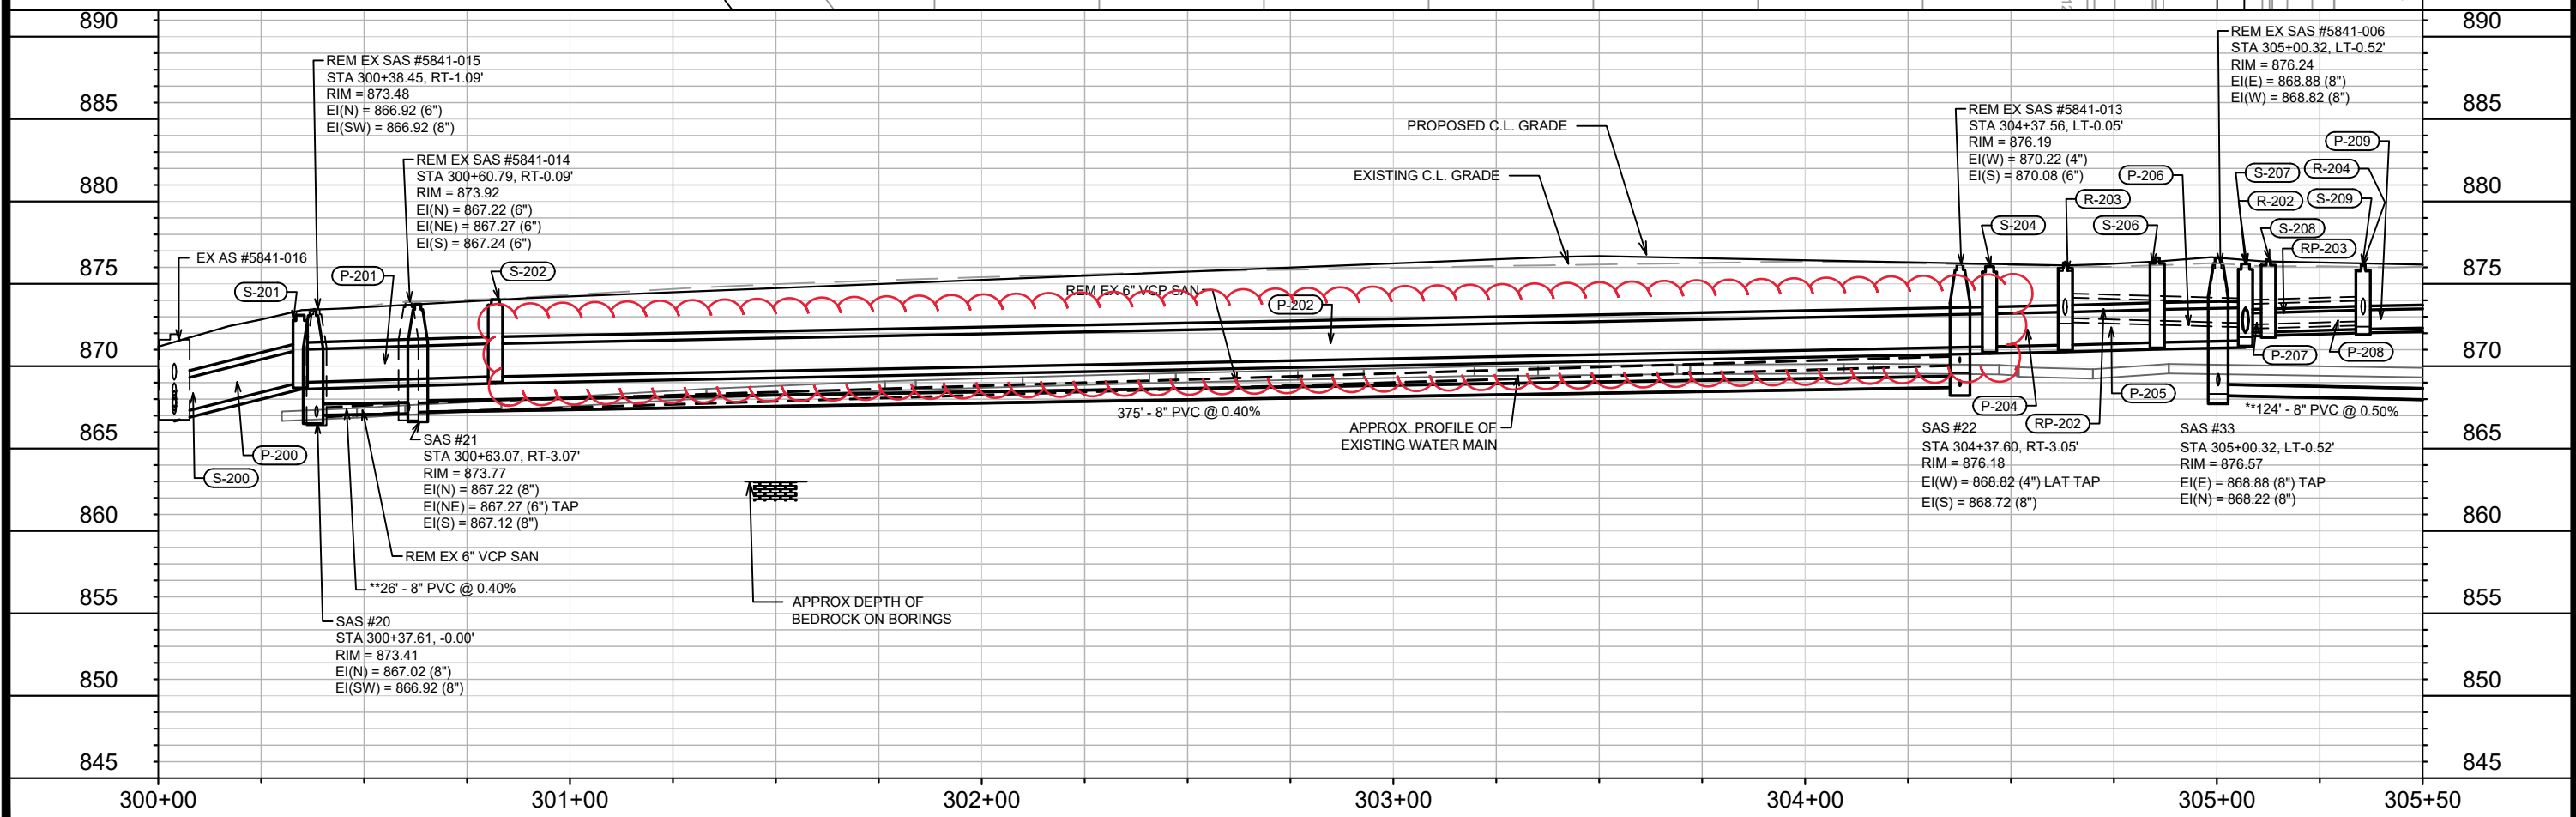 890
885
880
875
870
865
860
855
850
845
REM EX SAS #5841-015
STA 300+38.45, RT-1.09'
RIM = 873.48
EI(N) = 866.92 (6")
EI(SW) = 866.92 (8")
REM EX SAS #5841-014
STA 300+60.79, RT-0.09'
RIM = 873.92
EI(N) = 867.22 (6")
EI(NE) = 867.27 (6")
EI(S) = 867.24 (6")
EX AS #5841-016
S-201
P-201
S-202
P-200
S-200
SAS #21
STA 300+63.07, RT-3.07'
RIM = 873.77
EI(N) = 867.22 (8")
EI(NE) = 867.27 (6") TAP
EI(S) = 867.12 (8")
REM EX 6" VCP SAN
**26' - 8" PVC @ 0.40%
SAS #20
STA 300+37.61, -0.00'
RIM = 873.41
EI(N) = 867.02 (8")
EI(SW) = 866.92 (8")
APPROX DEPTH OF
BEDROCK ON BORINGS
PROPOSED C.L. GRADE
EXISTING C.L. GRADE
REM EX 6" VCP SAN
P-202
375' - 8" PVC @ 0.40%
APPROX. PROFILE OF
EXISTING WATER MAIN
REM EX SAS #5841-013
STA 304+37.56, LT-0.05'
RIM = 876.19
EI(W) = 870.22 (4")
EI(S) = 870.08 (6")
S-204
R-203
S-206
P-206
REM EX SAS #5841-006
STA 305+00.32, LT-0.52'
RIM = 876.24
EI(E) = 868.88 (8")
EI(W) = 868.82 (8")
P-209
S-207
R-204
R-202
S-209
S-208
RP-203
P-207
P-208
P-205
P-204
RP-202
**124' - 8" PVC @ 0.50%
SAS #22
STA 304+37.60, RT-3.05'
RIM = 876.18
EI(W) = 868.82 (4") LAT TAP
EI(S) = 868.72 (8")
SAS #33
STA 305+00.32, LT-0.52'
RIM = 876.57
EI(E) = 868.88 (8") TAP
EI(N) = 868.22 (8")
890
885
880
875
870
865
860
855
850
845
300+00
301+00
302+00
303+00
304+00
305+00
305+50